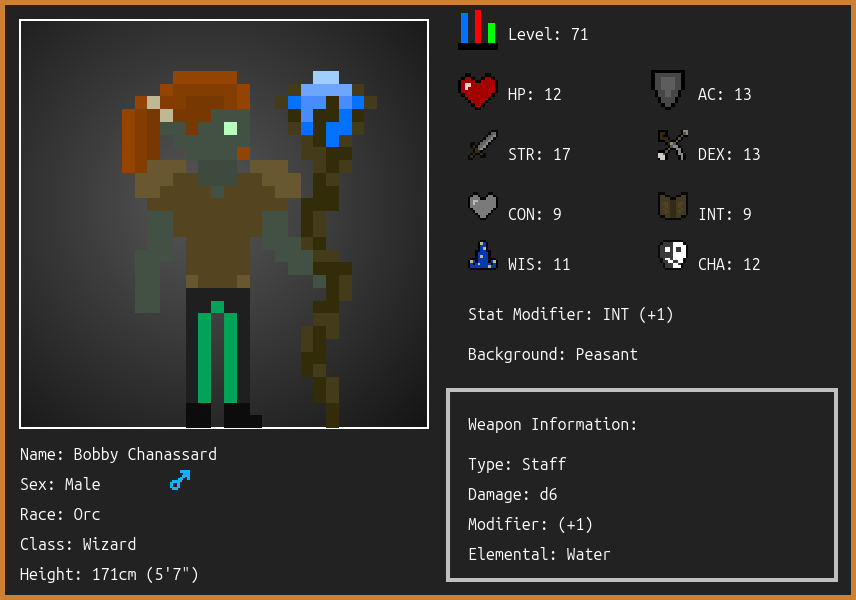 Level: 71
HP: 12
AC: 13
STR: 17
DEX: 13
CON: 9
INT: 9
WIS: 11
CHA: 12
Stat Modifier: INT (+1)
Background: Peasant
Weapon Information:
Type: Staff
Damage: d6
Modifier: (+1)
Elemental: Water
Name: Bobby Chanassard
Sex: Male
Race: Orc
Class: Wizard
Height: 171cm (5'7")